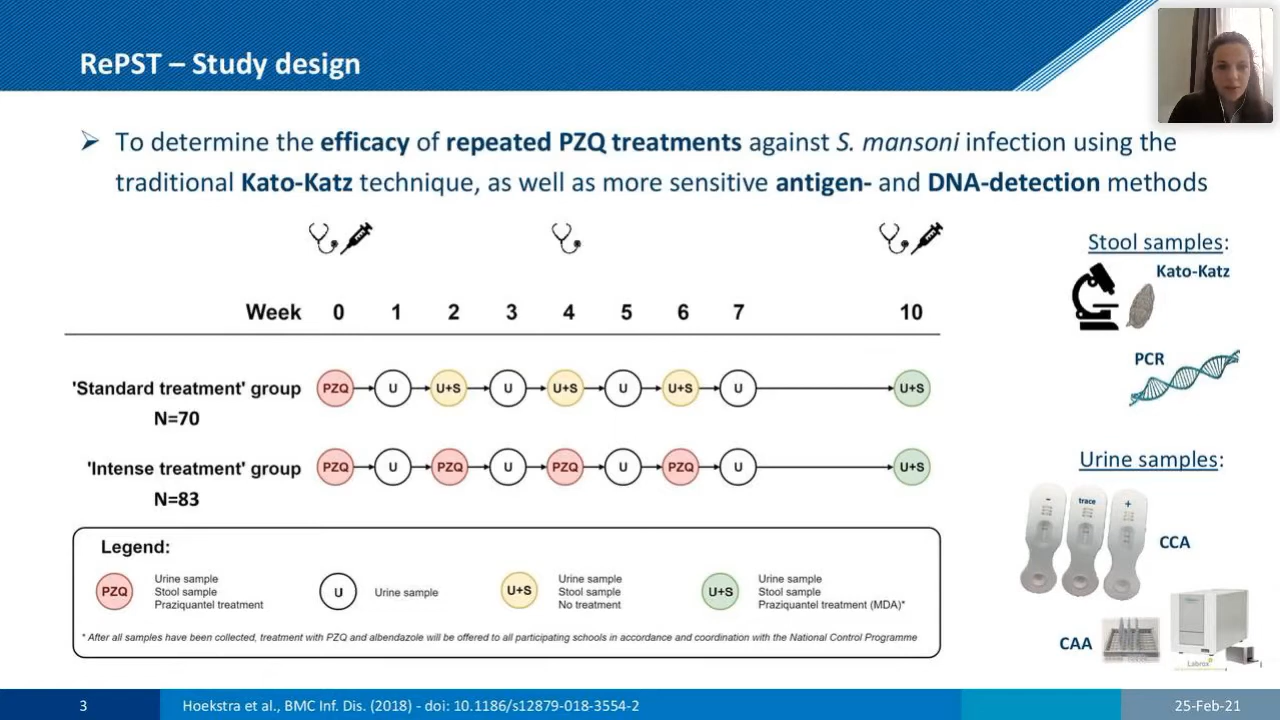 RePST – Study design
➢ To determine the efficacy of repeated PZQ treatments against S. mansoni infection using the
traditional Kato-Katz technique, as well as more sensitive antigen- and DNA-detection methods
Week 0 1 2 3 4 5 6 7 10
'Standard treatment' group PZQ U U+S U U+S U U+S U U+S
N=70
'Intense treatment' group PZQ U PZQ U PZQ U PZQ U U+S
N=83
Legend:
PZQ
Urine sample
Stool sample
Praziquantel treatment
U
Urine sample
U+S
Urine sample
Stool sample
No treatment
U+S
Urine sample
Stool sample
Praziquantel treatment (MDA)*
* After all samples have been collected, treatment with PZQ and albendazole will be offered to all participating schools in accordance and coordination with the National Control Programme
Stool samples:
Kato-Katz
PCR
Urine samples:
- trace +
CCA
CAA
Labrox
3 Hoekstra et al., BMC Inf. Dis. (2018) - doi: 10.1186/s12879-018-3554-2 25-Feb-21